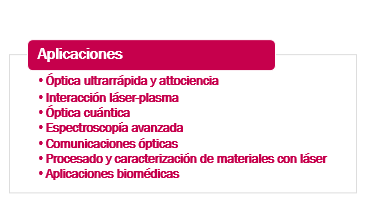 Aplicaciones
• Óptica ultrarrápida y attociencia
• Interacción láser-plasma
• Óptica cuántica
• Espectroscopía avanzada
• Comunicaciones ópticas
• Procesado y caracterización de materiales con láser
• Aplicaciones biomédicas